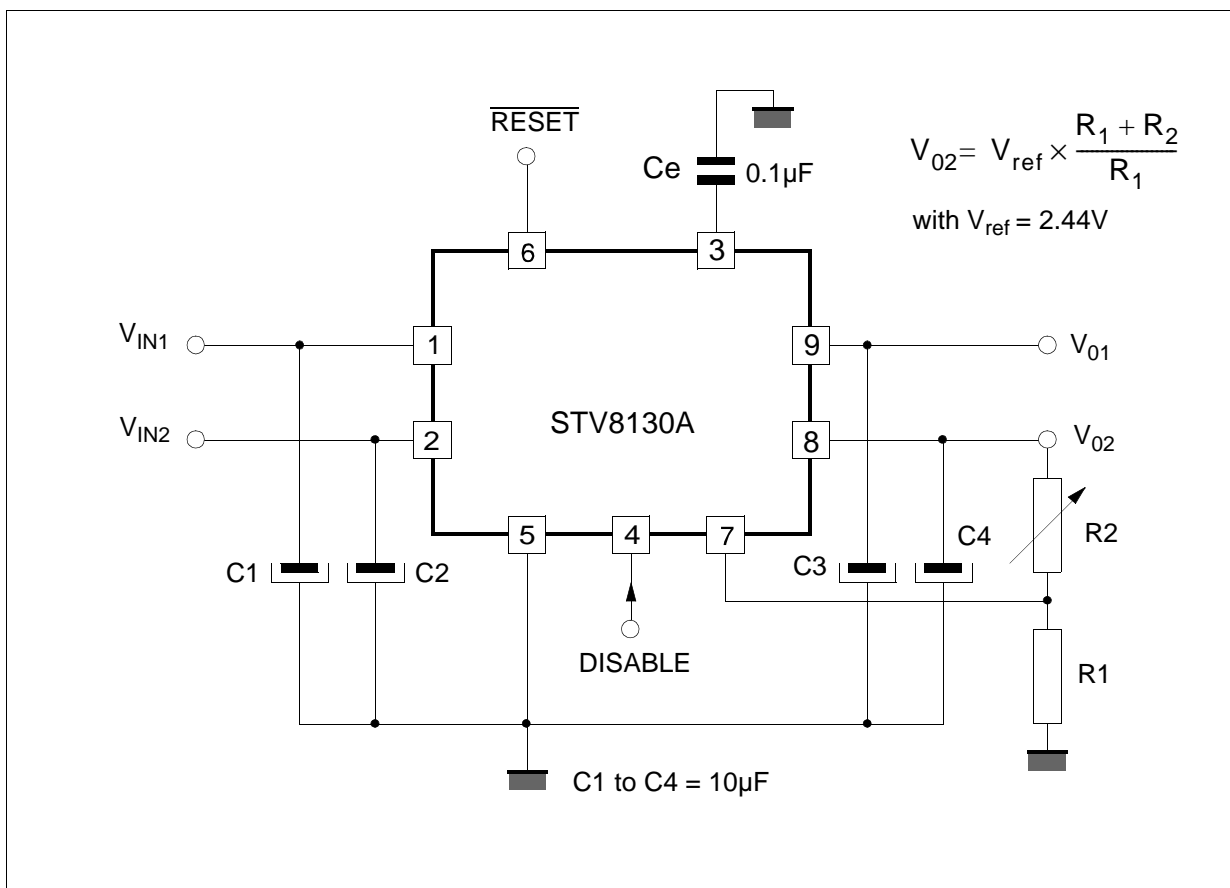 RESET
Ce
0.1µF
V02= Vref × R1 + R2
R1
with Vref = 2.44V
6
3
VIN1
1
9
V01
VIN2
2
STV8130A
8
V02
5
4
7
C4
R2
C1
C2
C3
DISABLE
R1
C1 to C4 = 10µF